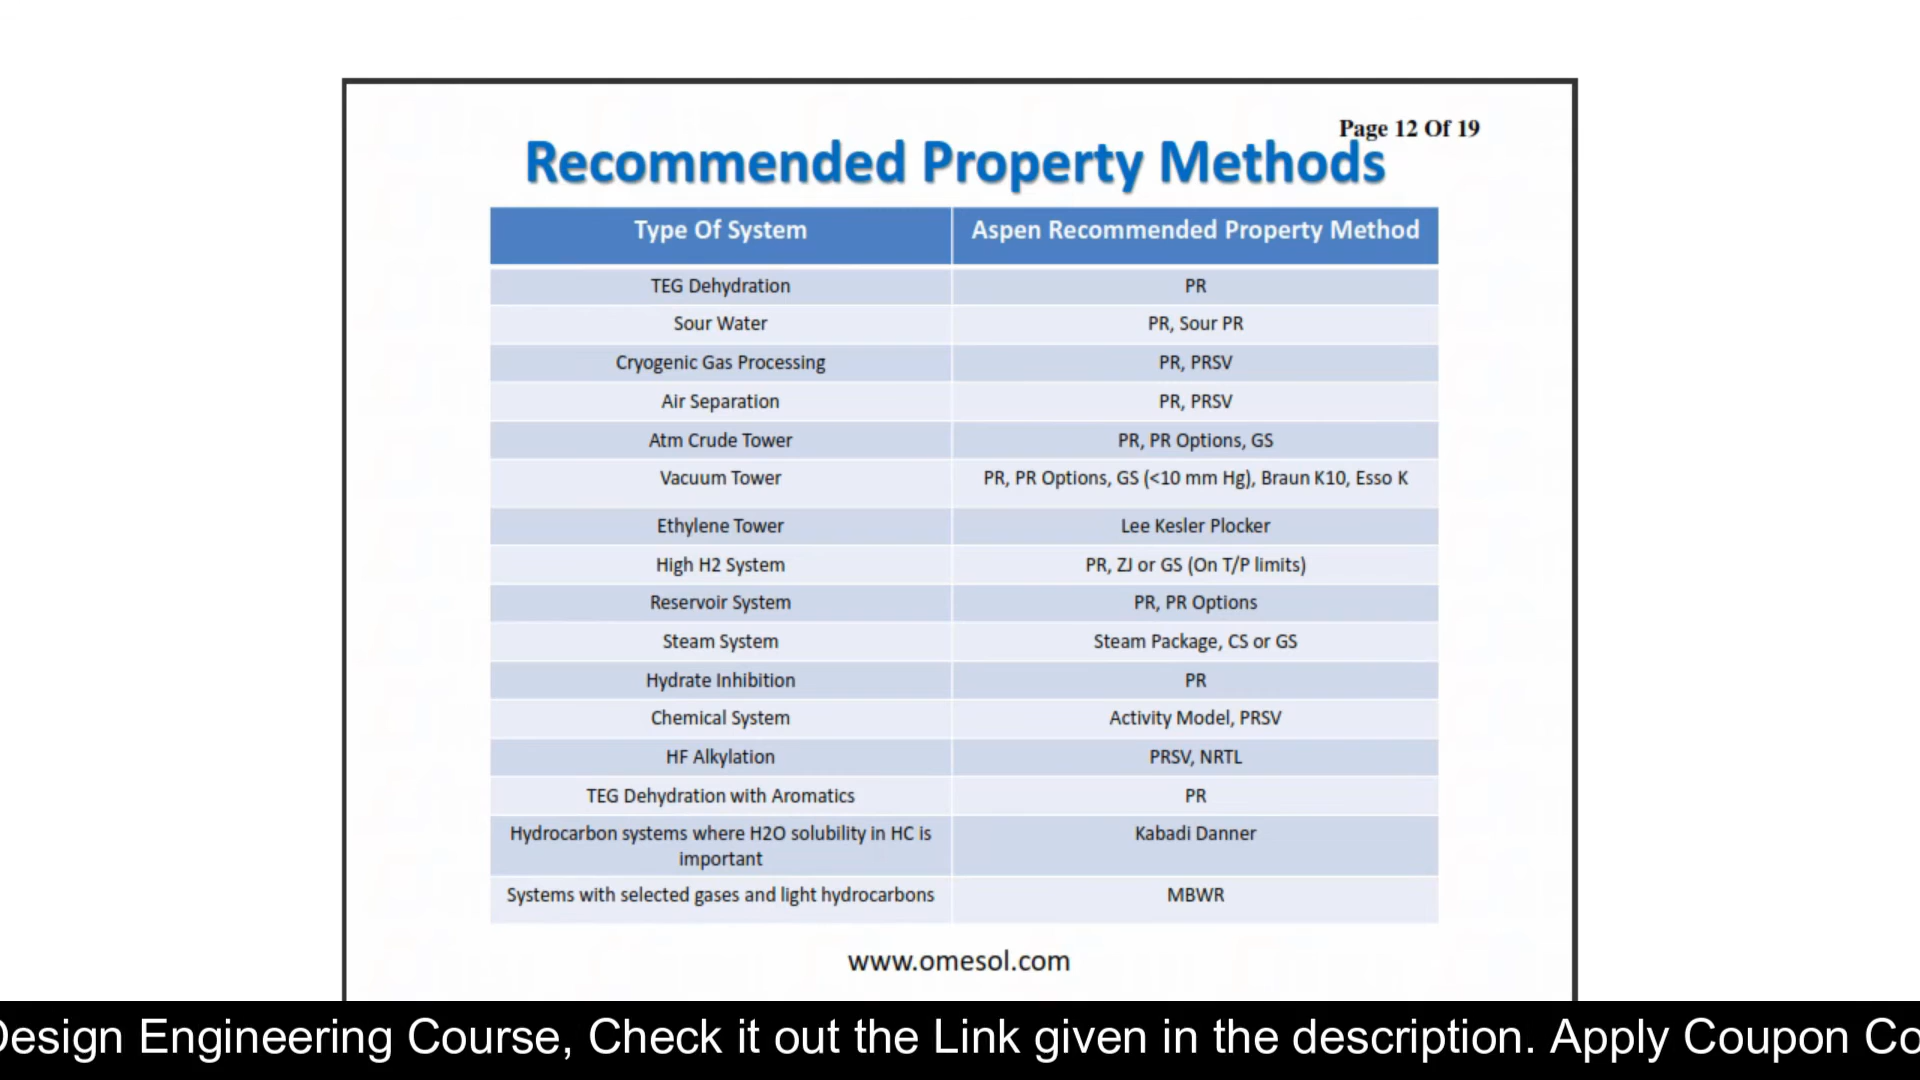 Page 12 Of 19
Recommended Property Methods
Type Of System Aspen Recommended Property Method
TEG Dehydration PR
Sour Water PR, Sour PR
Cryogenic Gas Processing PR, PRSV
Air Separation PR, PRSV
Atm Crude Tower PR, PR Options, GS
Vacuum Tower PR, PR Options, GS (<10 mm Hg), Braun K10, Esso K
Ethylene Tower Lee Kesler Plocker
High H2 System PR, ZJ or GS (On T/P limits)
Reservoir System PR, PR Options
Steam System Steam Package, CS or GS
Hydrate Inhibition PR
Chemical System Activity Model, PRSV
HF Alkylation PRSV, NRTL
TEG Dehydration with Aromatics PR
Hydrocarbon systems where H2O solubility in HC is Kabadi Danner
important
Systems with selected gases and light hydrocarbons MBWR
www.omesol.com
Design Engineering Course, Check it out the Link given in the description. Apply Coupon Co